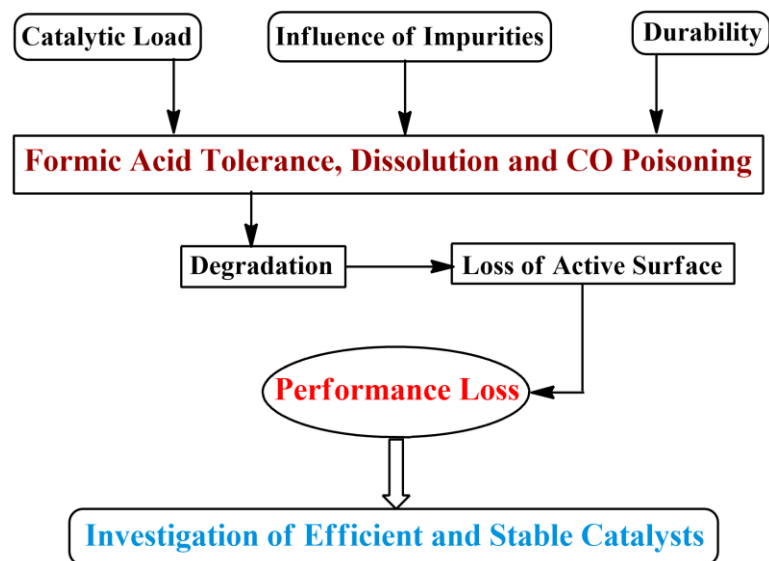 Catalytic Load
Influence of Impurities
Durability
Formic Acid Tolerance, Dissolution and CO Poisoning
Degradation
Loss of Active Surface
Performance Loss
Investigation of Efficient and Stable Catalysts